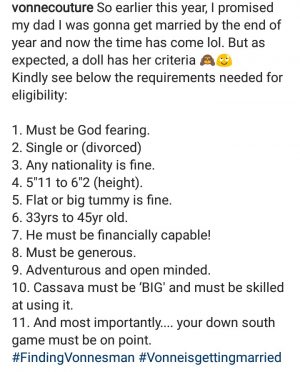 vonnecouture So earlier this year, I promised
my dad I was gonna get married by the end of
year and now the time has come lol. But as
expected, a doll has her criteria 🙈🙂
Kindly see below the requirements needed for
eligibility:
1. Must be God fearing.
2. Single or (divorced)
3. Any nationality is fine.
4. 5"11 to 6"2 (height).
5. Flat or big tummy is fine.
6. 33yrs to 45yr old.
7. He must be financially capable!
8. Must be generous.
9. Adventurous and open minded.
10. Cassava must be ‘BIG' and must be skilled
at using it.
11. And most importantly.... your down south
game must be on point.
#FindingVonnesman #Vonneisgettingmarried